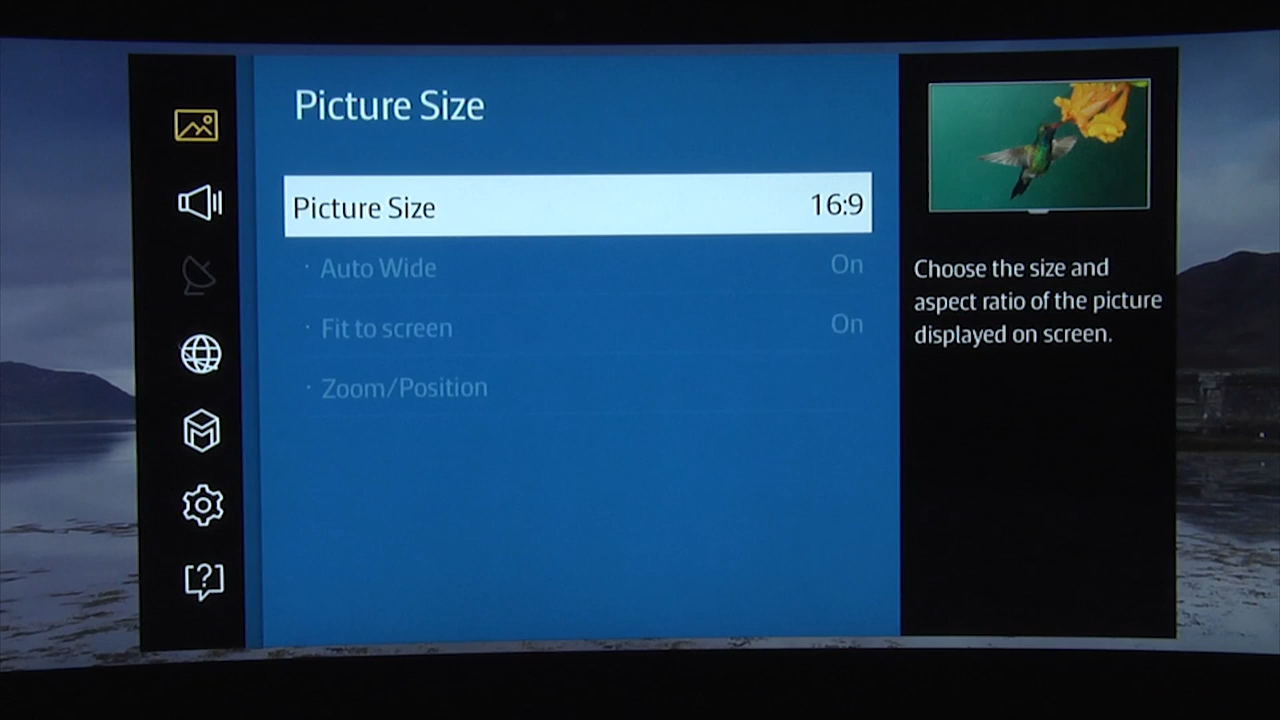 Picture Size
Picture Size 16:9
· Auto Wide On
· Fit to screen On
· Zoom/Position
Choose the size and
aspect ratio of the picture
displayed on screen.
?